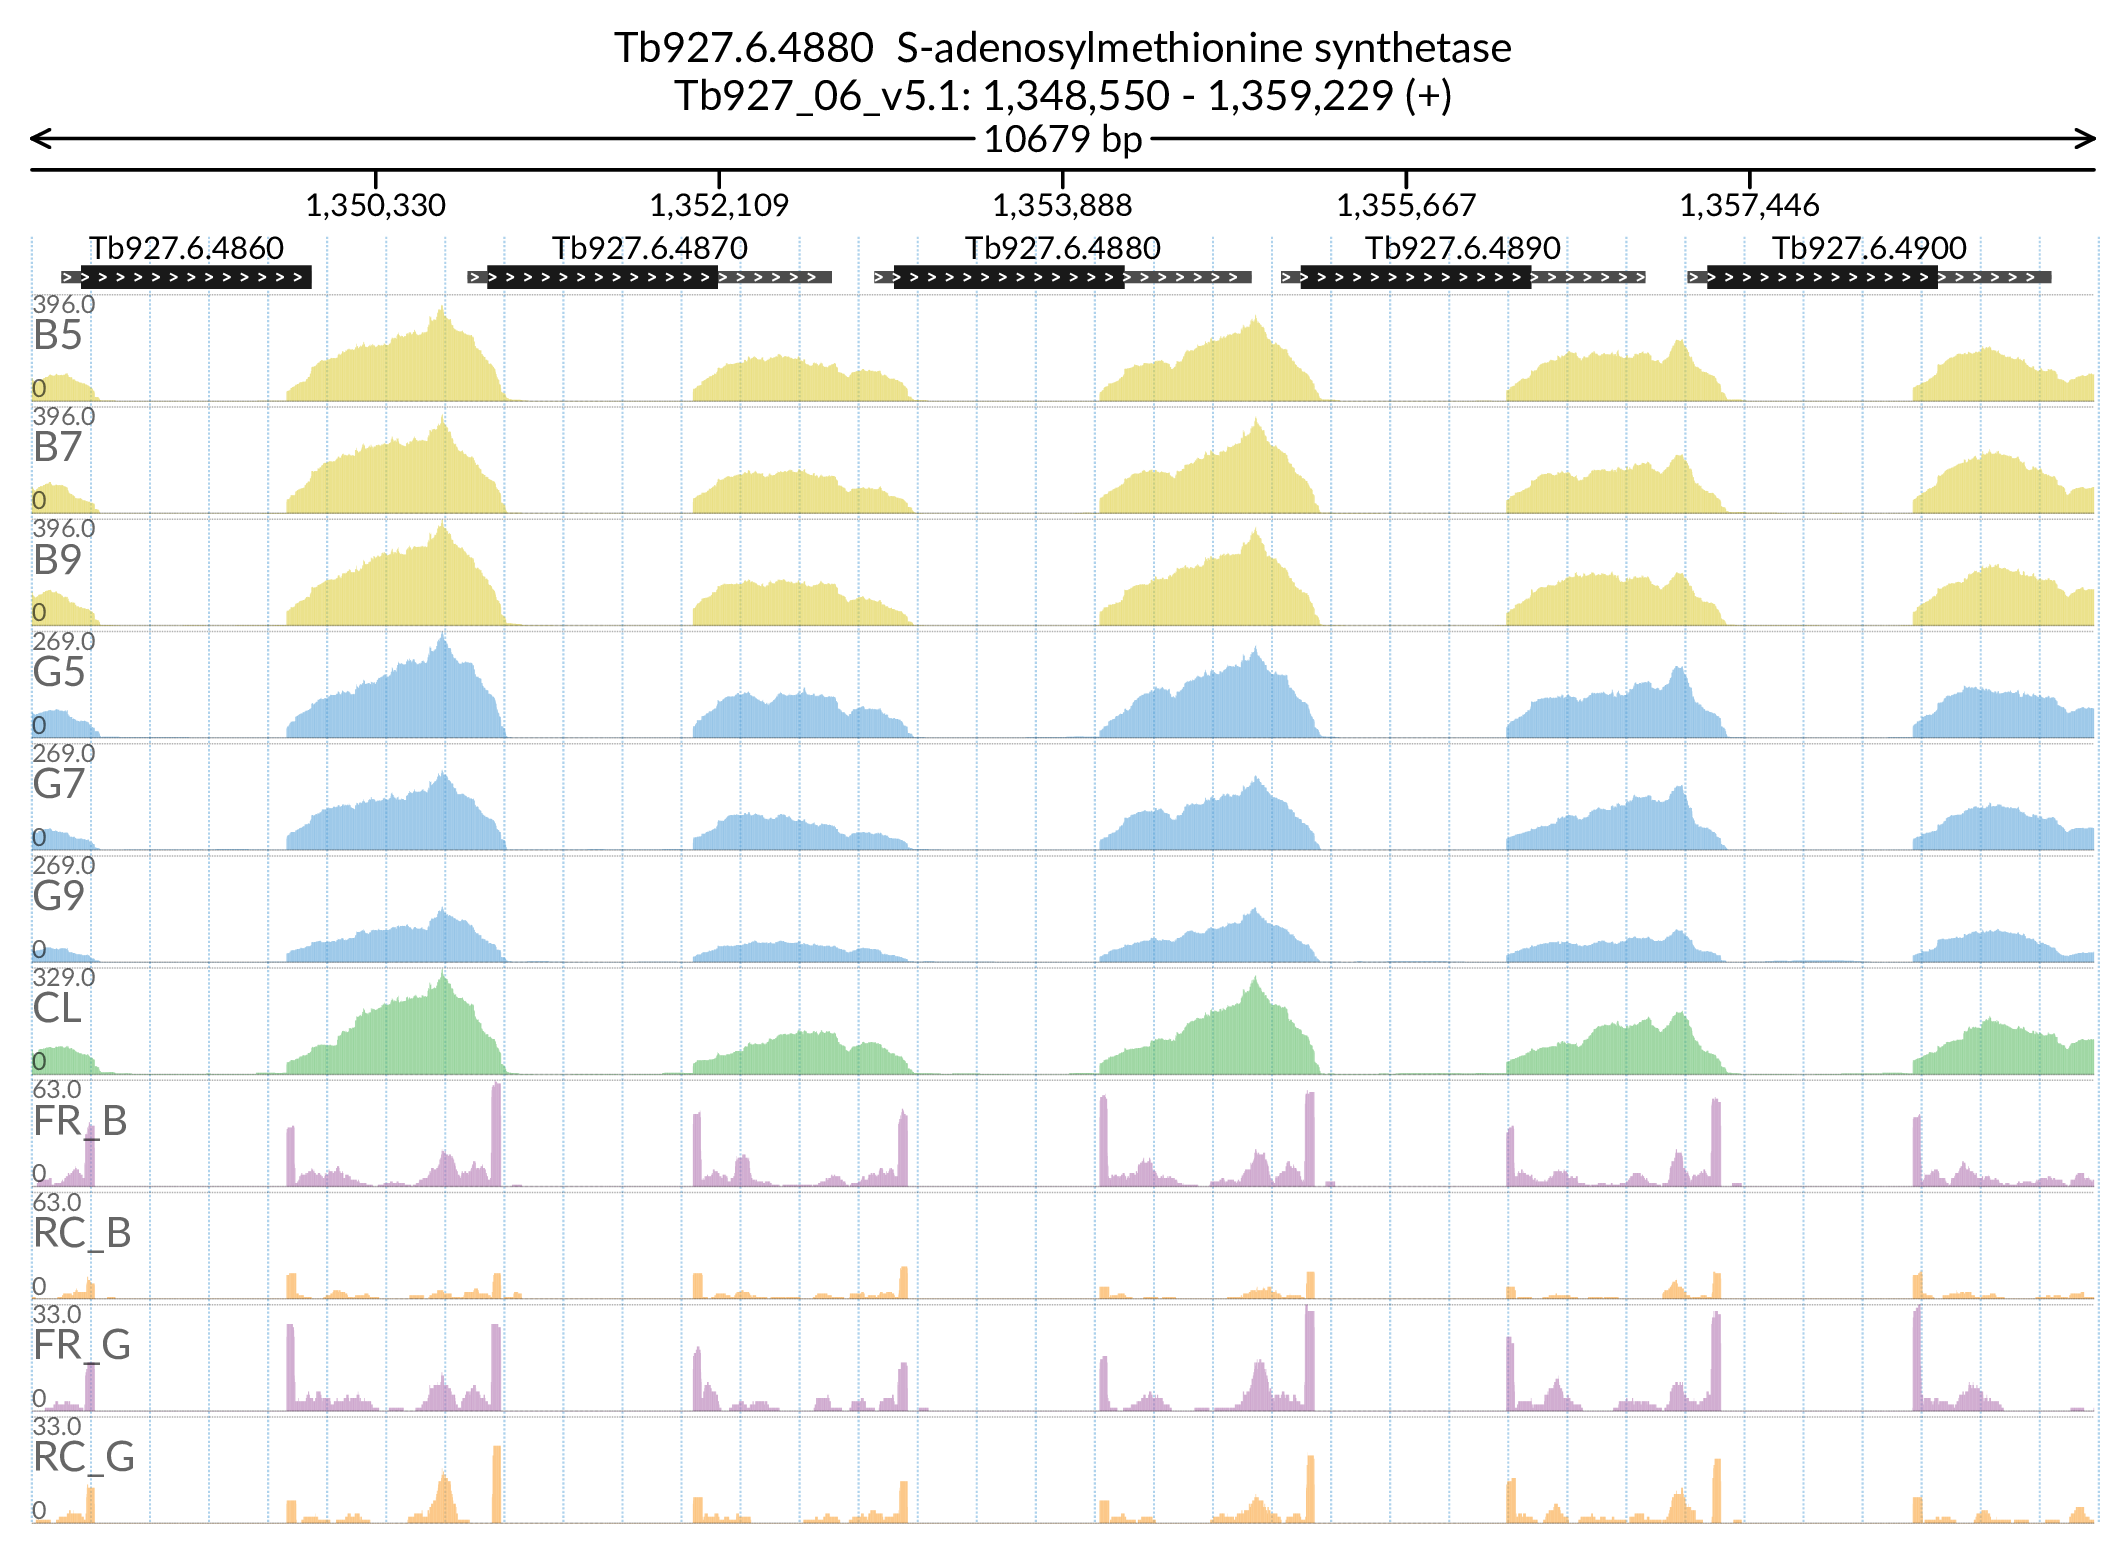 Tb927.6.4880  S-adenosylmethionine synthetase
Tb927_06_v5.1: 1,348,550 - 1,359,229 (+)
10679 bp
1,350,330 1,352,109 1,353,888 1,355,667 1,357,446
Tb927.6.4860 Tb927.6.4870 Tb927.6.4880 Tb927.6.4890 Tb927.6.4900
396.0
B5
0
396.0
B7
0
396.0
B9
0
269.0
G5
0
269.0
G7
0
269.0
G9
0
329.0
CL
0
63.0
FR_B
0
63.0
RC_B
0
33.0
FR_G
0
33.0
RC_G
0